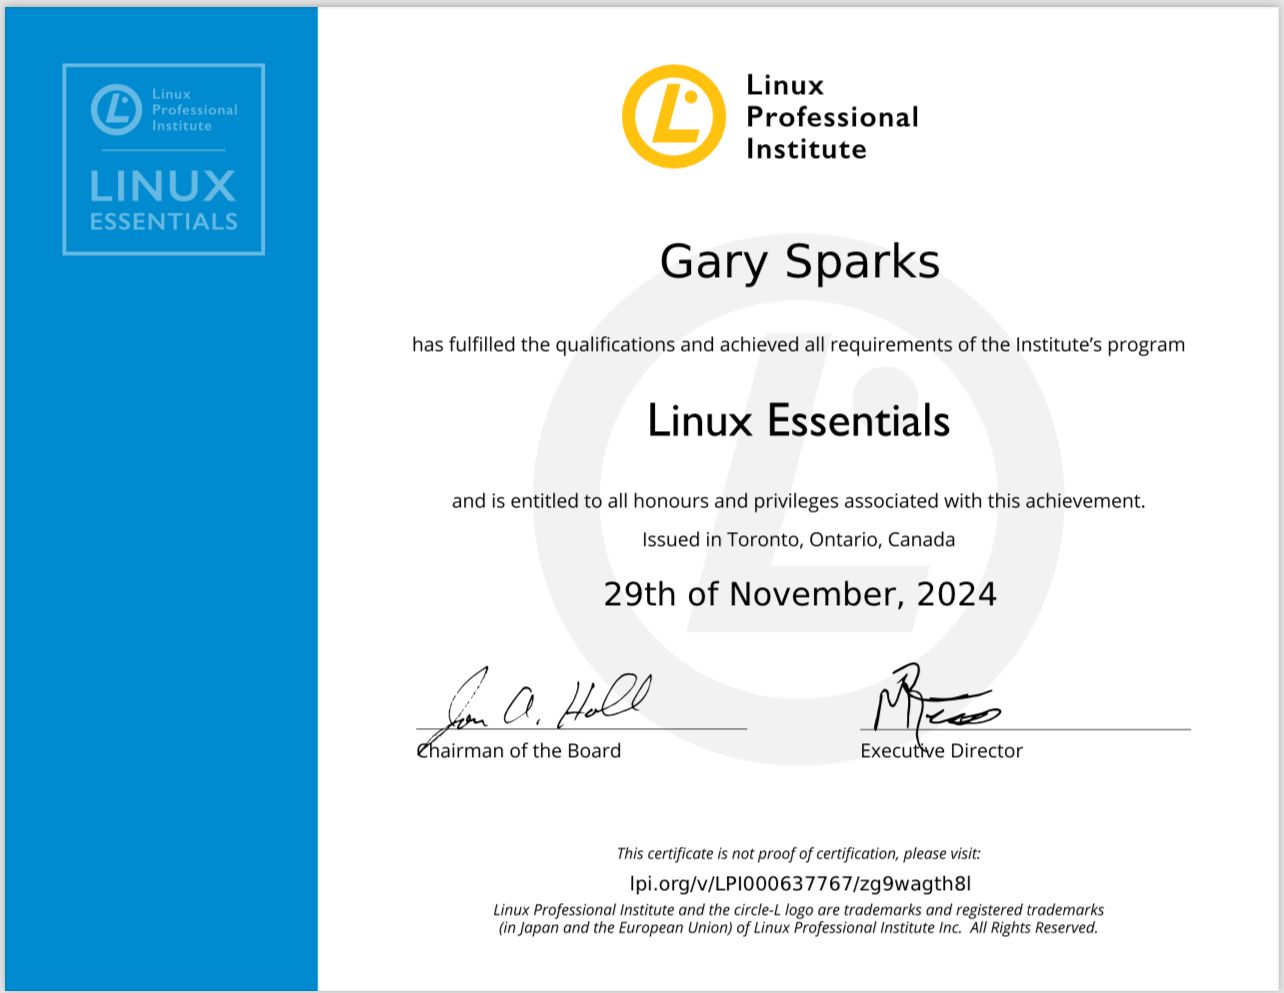 Linux
Professional
Institute
LINUX
ESSENTIALS
Linux
Professional
Institute
Gary Sparks
has fulfilled the qualifications and achieved all requirements of the Institute’s program
Linux Essentials
and is entitled to all honours and privileges associated with this achievement.
Issued in Toronto, Ontario, Canada
29th of November, 2024
Jon A. Hall
Chairman of the Board
Executive Director
This certificate is not proof of certification, please visit:
lpi.org/v/LPI000637767/zg9wagth8l
Linux Professional Institute and the circle-L logo are trademarks and registered trademarks
(in Japan and the European Union) of Linux Professional Institute Inc. All Rights Reserved.